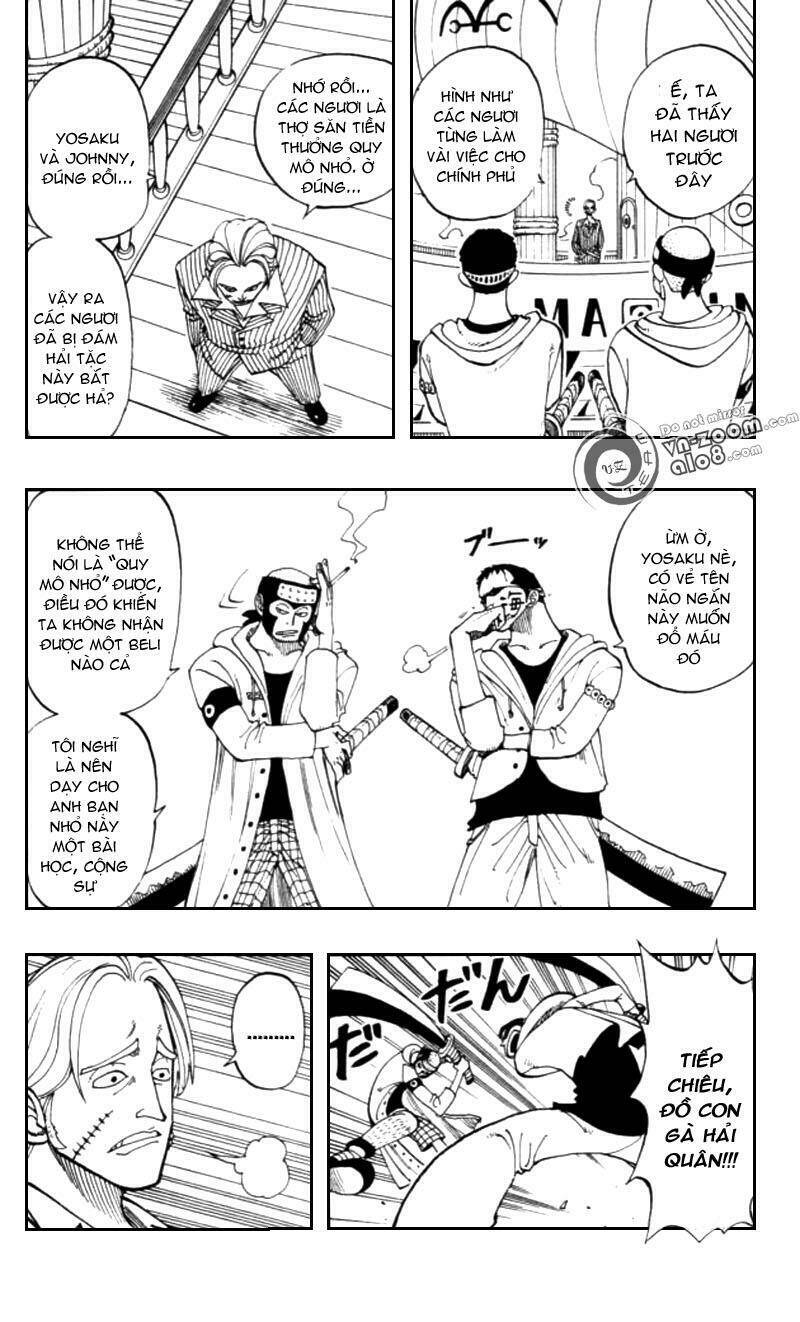 Ế, TA
ĐÃ THẤY
HAI NGƯƠI
TRƯỚC
ĐÂY
HÌNH NHƯ
CÁC NGƯƠI
TỪNG LÀM
VÀI VIỆC CHO
CHÍNH PHỦ
MA
IN
NHỚ RỒI...
CÁC NGƯƠI LÀ
THỢ SĂN TIỀN
THƯỞNG QUY
MÔ NHỎ. Ờ
ĐÚNG...
YOSAKU
VÀ JOHNNY,
ĐÚNG RỒI...
VẬY RA
CÁC NGƯƠI
ĐÃ BỊ ĐÁM
HẢI TẶC
NÀY BẮT
ĐƯỢC HẢ?
Do not mirror
vn-zoom.com
alo8.com
ỪM Ờ,
YOSAKU NÈ,
CÓ VẺ TÊN
NÃO NGẮN
NÀY MUỐN
ĐỔ MÁU
ĐÓ
ブーッ
KHÔNG THỂ
NÓI LÀ "QUY
MÔ NHỎ" ĐƯỢC,
ĐIỀU ĐÓ KHIẾN
TA KHÔNG NHẬN
ĐƯỢC MỘT BELI
NÀO CẢ
TÔI NGHĨ
LÀ NÊN
DẠY CHO
ANH BẠN
NHỎ NÀY
MỘT BÀI
HỌC, CỘNG
SỰ
TIẾP
CHIÊU,
ĐỒ CON
GÀ HẢI
QUÂN!!!
だんだん
..........